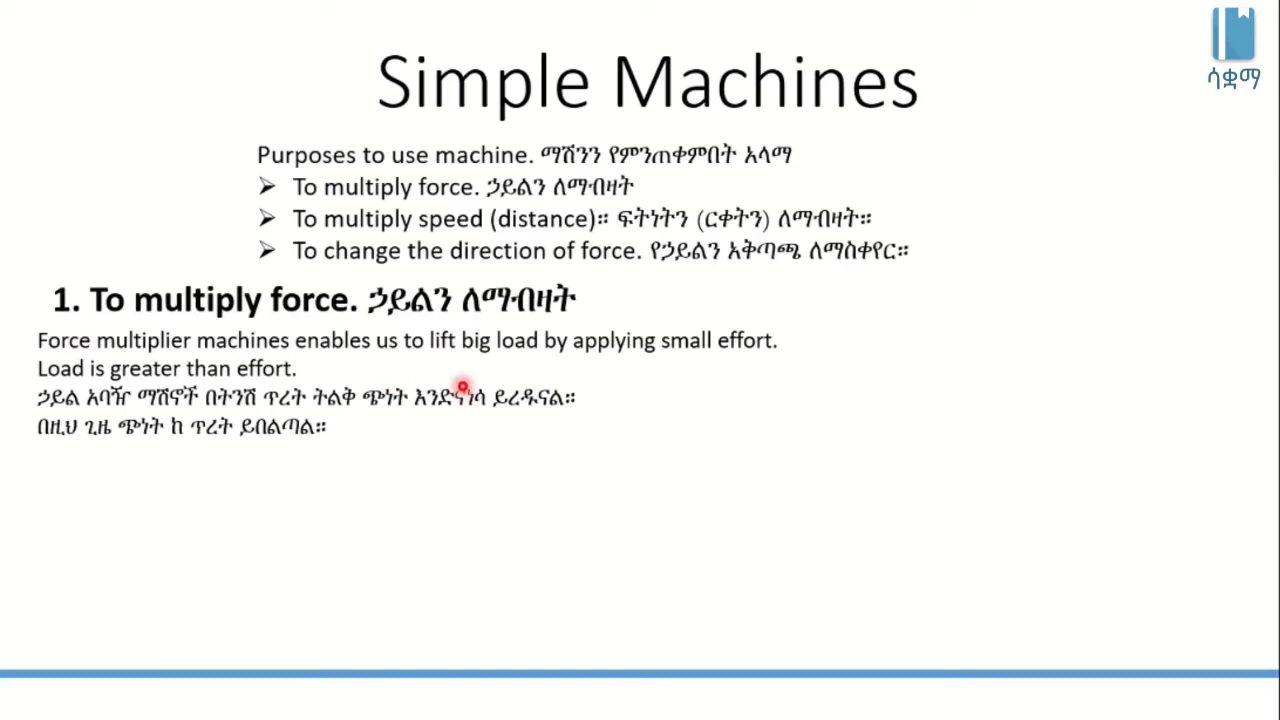 ሳቋማ
Simple Machines
Purposes to use machine. ማሽንን የምንጠቀምበት አላማ
➢ To multiply force. ኃይልን ለማብዛት
➢ To multiply speed (distance)። ፍትነትን (ርቀትን) ለማብዛት።
➢ To change the direction of force. የኃይልን አቅጣጫ ለማስቀየር።
1. To multiply force. ኃይልን ለማብዛት
Force multiplier machines enables us to lift big load by applying small effort.
Load is greater than effort.
ኃይል አባዥ ማሽኖች በትንሽ ጥረት ትልቅ ጭነት እንድናነሳ ይረዱናል።
በዚህ ጊዜ ጭነት ከ ጥረት ይበልጣል።